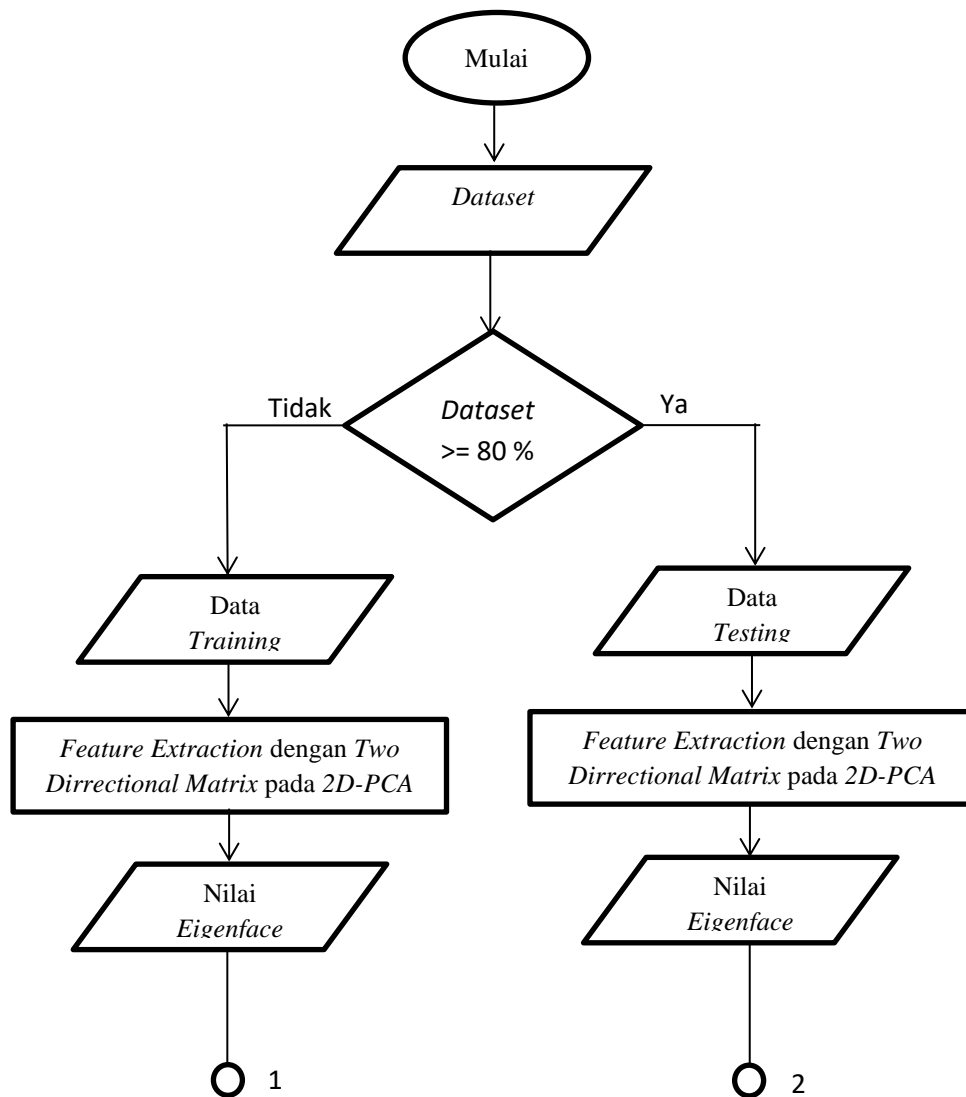 Mulai
Dataset
Tidak
Dataset
>= 80 %
Ya
Data
Training
Data
Testing
Feature Extraction dengan Two
Dirrectional Matrix pada 2D-PCA
Feature Extraction dengan Two
Dirrectional Matrix pada 2D-PCA
Nilai
Eigenface
Nilai
Eigenface
1
2